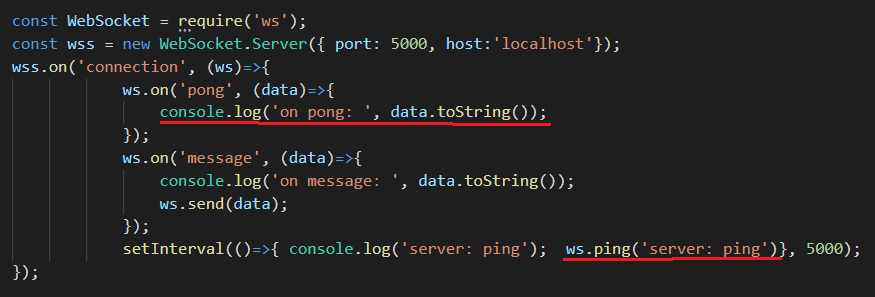 const WebSocket = require('ws');
const wss = new WebSocket.Server({ port: 5000, host:'localhost'});
wss.on('connection', (ws)=>{
ws.on('pong', (data)=>{
console.log('on pong: ', data.toString());
});
ws.on('message', (data)=>{
console.log('on message: ', data.toString());
ws.send(data);
});
setInterval(()=>{ console.log('server: ping');  ws.ping('server: ping')}, 5000);
});